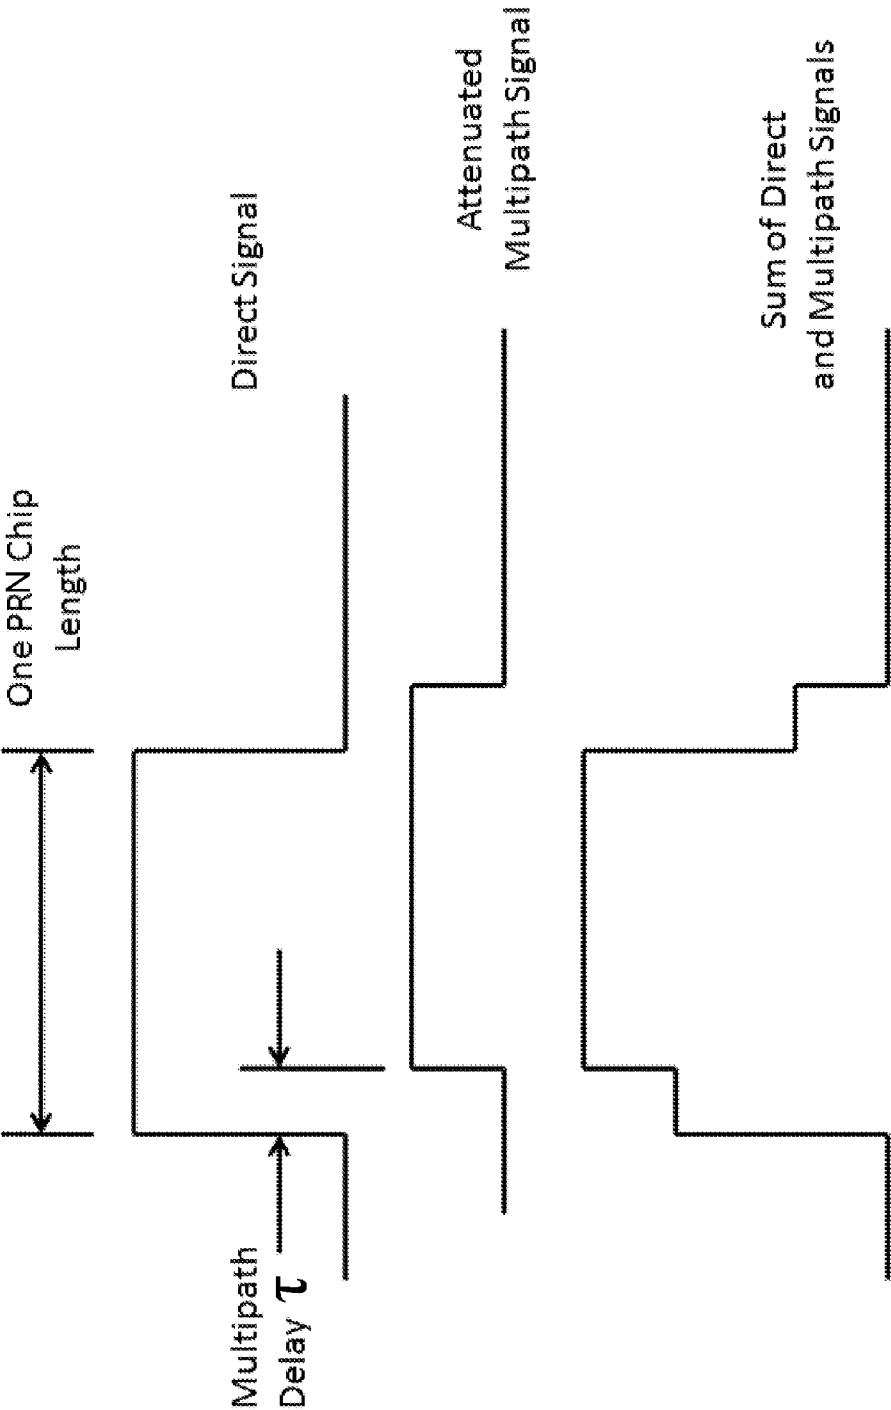 One PRN Chip
Length
Multipath
Delay τ
Direct Signal
Attenuated
Multipath Signal
Sum of Direct
and Multipath Signals